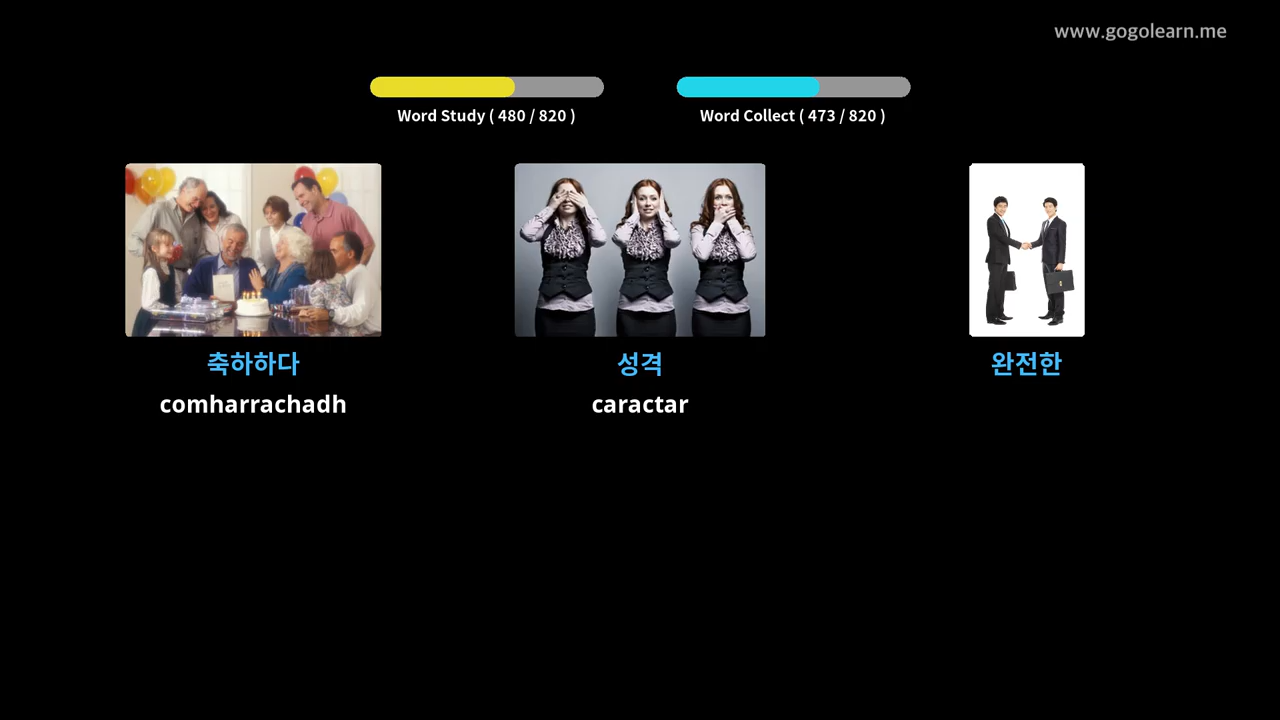 www.gogolearn.me
Word Study ( 480 / 820 )
Word Collect ( 473 / 820 )
축하하다
성격
완전한
comharrachadh
caractar